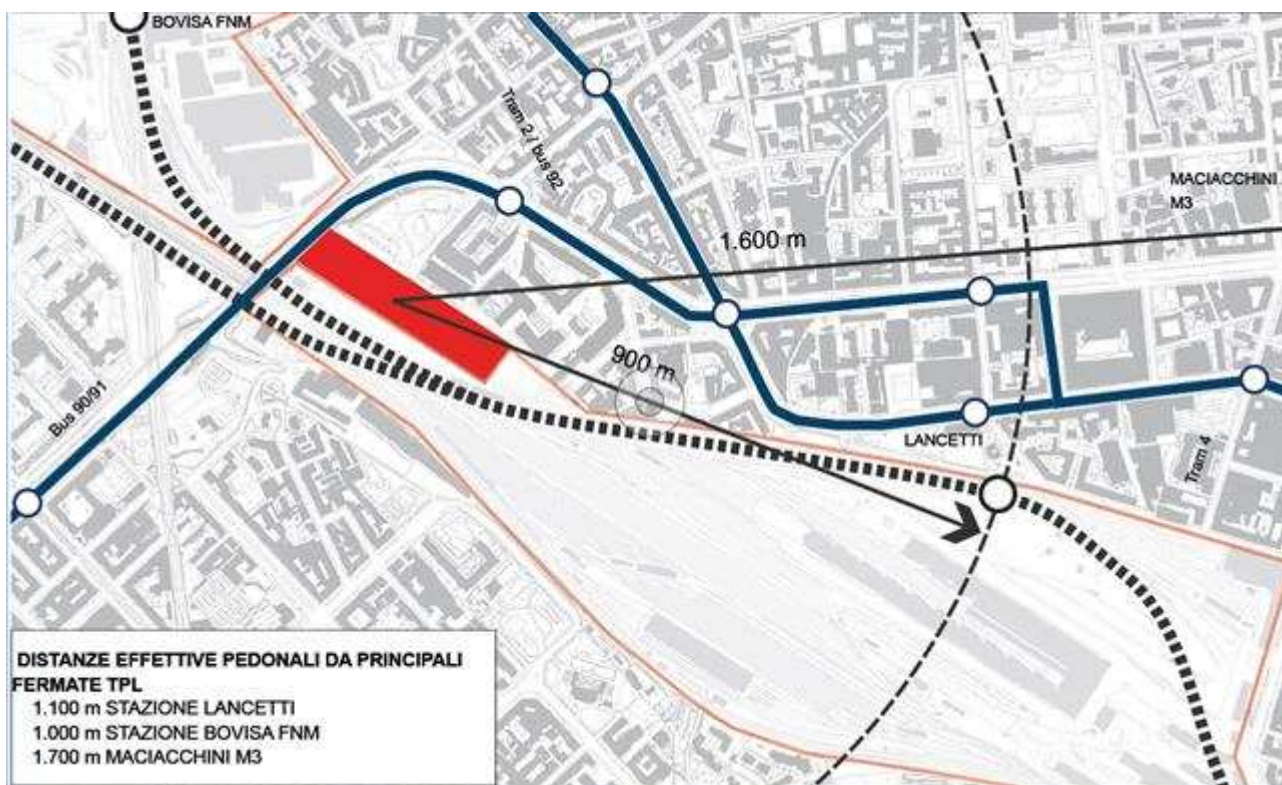 BOVISA FNM
Tram 2 / bus 92
MACIACCHINI
M3
1.600 m
900 m
Bus 90/91
LANCETTI
Tram 4
DISTANZE EFFETTIVE PEDONALI DA PRINCIPALI
FERMATE TPL
1.100 m STAZIONE LANCETTI
1.000 m STAZIONE BOVISA FNM
1.700 m MACIACCHINI M3